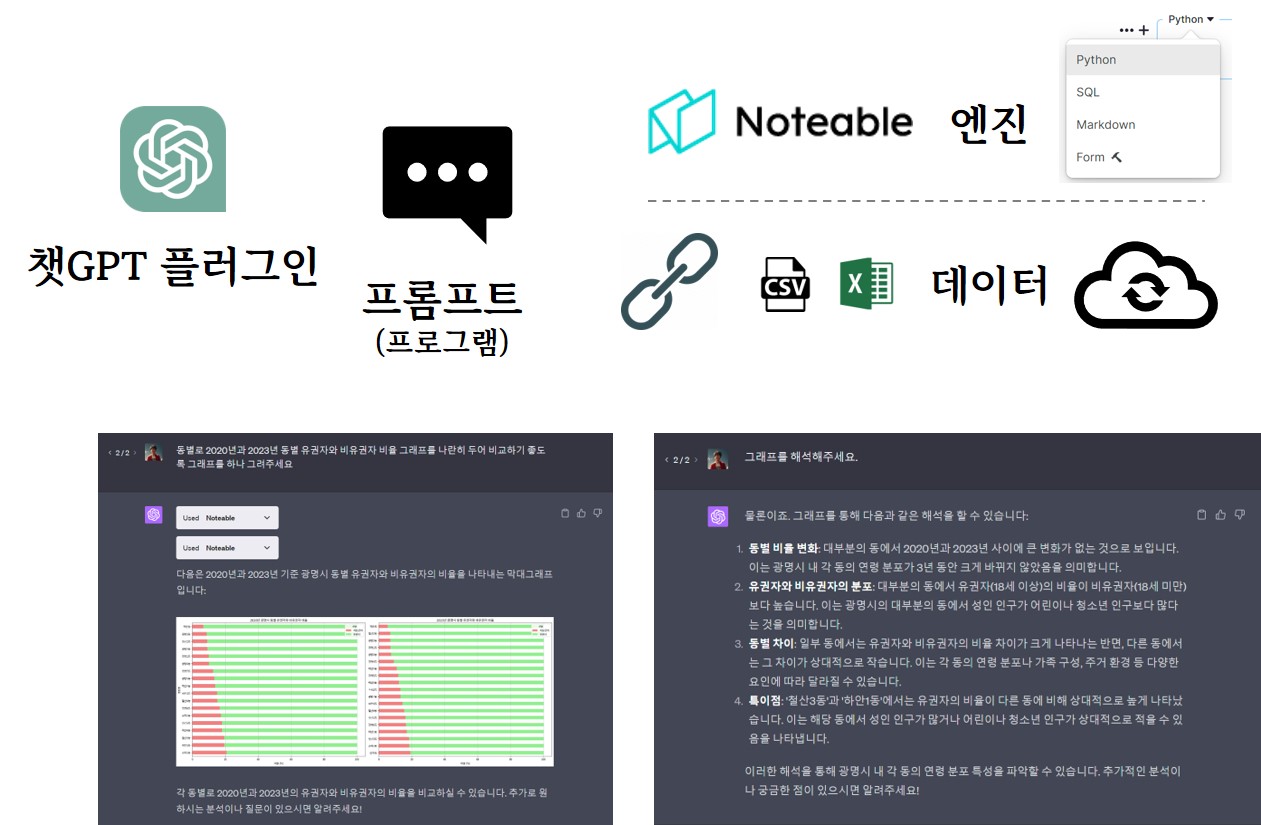 Python
Python
SQL
Markdown
Form
Noteable 엔진
챗GPT 플러그인
프롬프트
(프로그램)
CSV
X
데이터
2/2
동별로 2020년과 2023년 동별 유권자와 비유권자 비율 그래프를 나란히 두어 비교하기 좋도
록 그래프를 하나 그려주세요
Used Noteable
Used Noteable
다음은 2020년과 2023년 기준 광명시 동별 유권자와 비유권자의 비율을 나타내는 막대그래프
입니다:
각 동별로 2020년과 2023년의 유권자와 비유권자의 비율을 비교하실 수 있습니다. 추가로 원
하시는 분석이나 질문이 있으시면 알려주세요!
2/2
그래프를 해석해주세요.
물론이죠. 그래프를 통해 다음과 같은 해석을 할 수 있습니다:
1. 동별 비율 변화: 대부분의 동에서 2020년과 2023년 사이에 큰 변화가 없는 것으로 보입니다.
이는 광명시 내 각 동의 연령 분포가 3년 동안 크게 바뀌지 않았음을 의미합니다.
2. 유권자와 비유권자의 분포: 대부분의 동에서 유권자(18세 이상)의 비율이 비유권자(18세 미만)
보다 높습니다. 이는 광명시의 대부분의 동에서 성인 인구가 어린이나 청소년 인구보다 많다
는 것을 의미합니다.
3. 동별 차이: 일부 동에서는 유권자와 비유권자의 비율 차이가 크게 나타나는 반면, 다른 동에서
는 그 차이가 상대적으로 작습니다. 이는 각 동의 연령 분포나 가족 구성, 주거 환경 등 다양한
요인에 따라 달라질 수 있습니다.
4. 특이점: '철산3동'과 '하안1동'에서는 유권자의 비율이 다른 동에 비해 상대적으로 높게 나타났
습니다. 이는 해당 동에서 성인 인구가 많거나 어린이나 청소년 인구가 상대적으로 적을 수 있
음을 나타냅니다.
이러한 해석을 통해 광명시 내 각 동의 연령 분포 특성을 파악할 수 있습니다. 추가적인 분석이
나 궁금한 점이 있으시면 알려주세요!